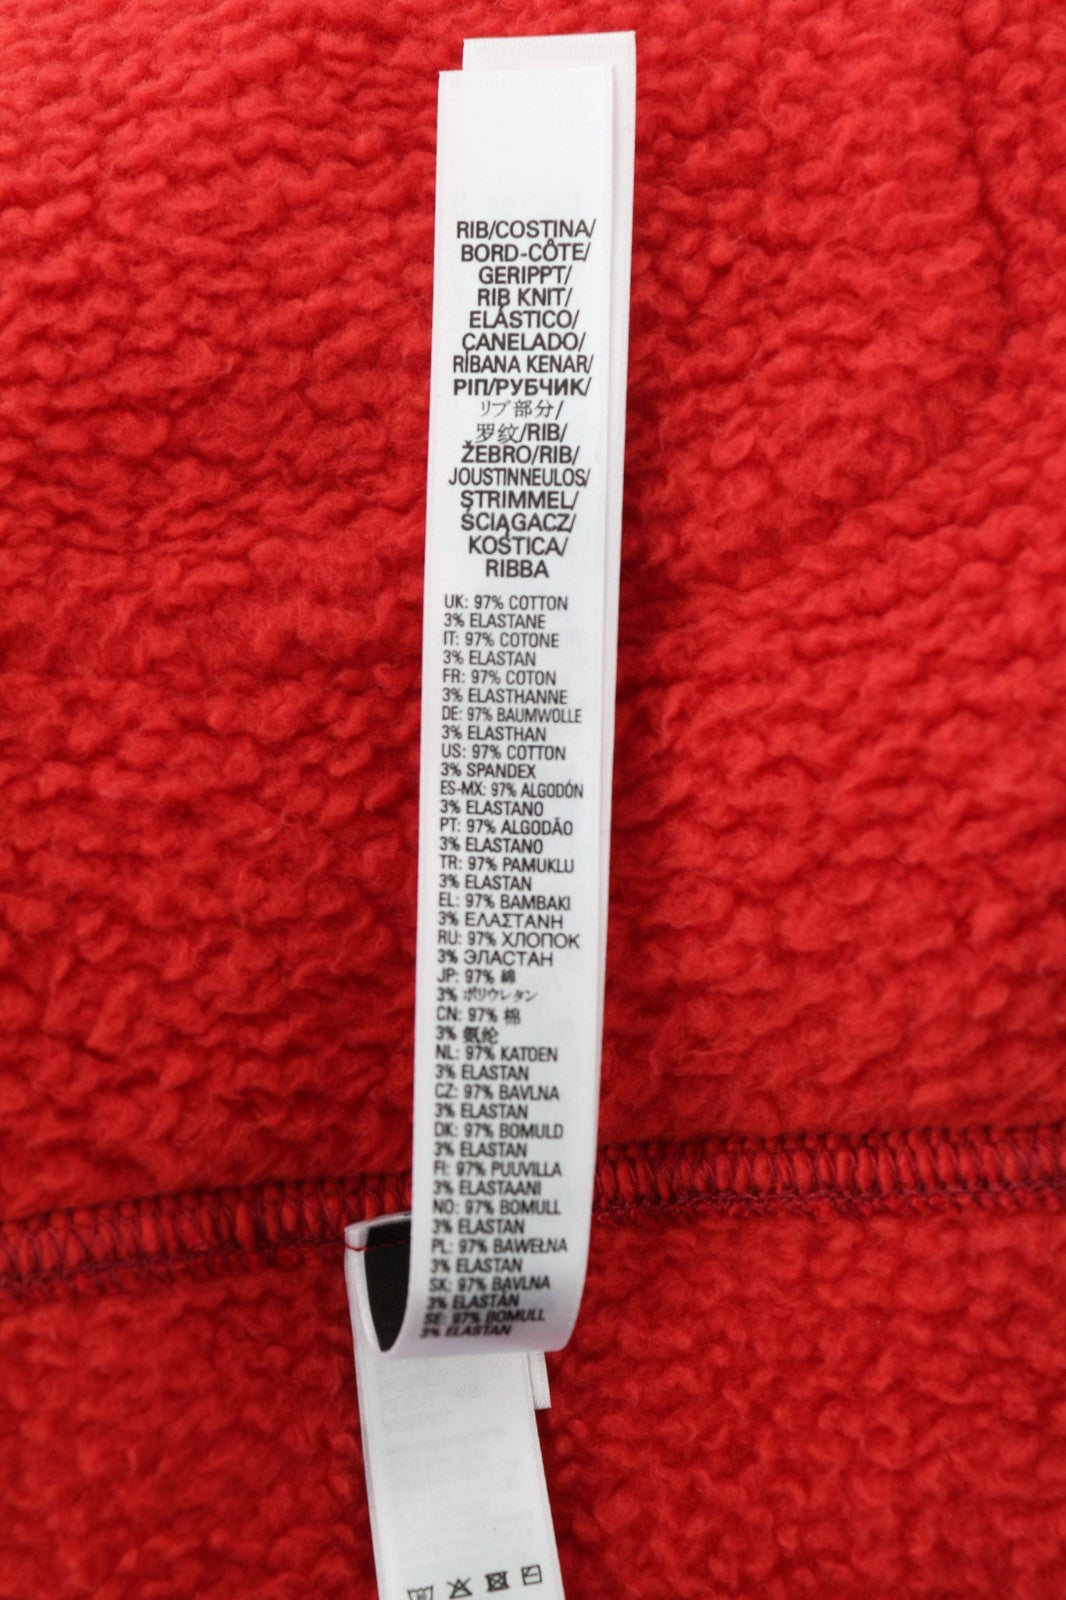 RIB/COSTINA/
BORD-CÔTE/
GERIPPT/
RIB KNIT/
ELÁSTICO/
CANELADO/
RİBANA KENAR/
РІП/РУБЧИК/
リブ部分/
罗纹/RIB/
ŽEBRO/RIB/
JOUSTINNEULOS/
STRIMMEL/
ŚCIĄGACZ/
KOSTICA/
RIBBA
UK: 97% COTTON
3% ELASTANE
IT: 97% COTONE
3% ELASTAN
FR: 97% COTON
3% ELASTHANNE
DE: 97% BAUMWOLLE
3% ELASTHAN
US: 97% COTTON
3% SPANDEX
ES-MX: 97% ALGODÓN
3% ELASTANO
PT: 97% ALGODÃO
3% ELASTANO
TR: 97% PAMUKLU
3% ELASTAN
EL: 97% BAMBAKI
3% ΕΛΑΣΤΑΝΗ
RU: 97% ХЛОПОК
3% ЭЛАСТАН
JP: 97% 綿
3% ポリウレタン
CN: 97% 棉
3% 氨纶
NL: 97% KATOEN
3% ELASTAN
CZ: 97% BAVLNA
3% ELASTAN
DK: 97% BOMULD
3% ELASTAN
FI: 97% PUUVILLA
3% ELASTAANI
NO: 97% BOMULL
3% ELASTAN
PL: 97% BAWEŁNA
3% ELASTAN
SK: 97% BAVLNA
3% ELASTÁN
SE: 97% BOMULL
3% ELASTAN